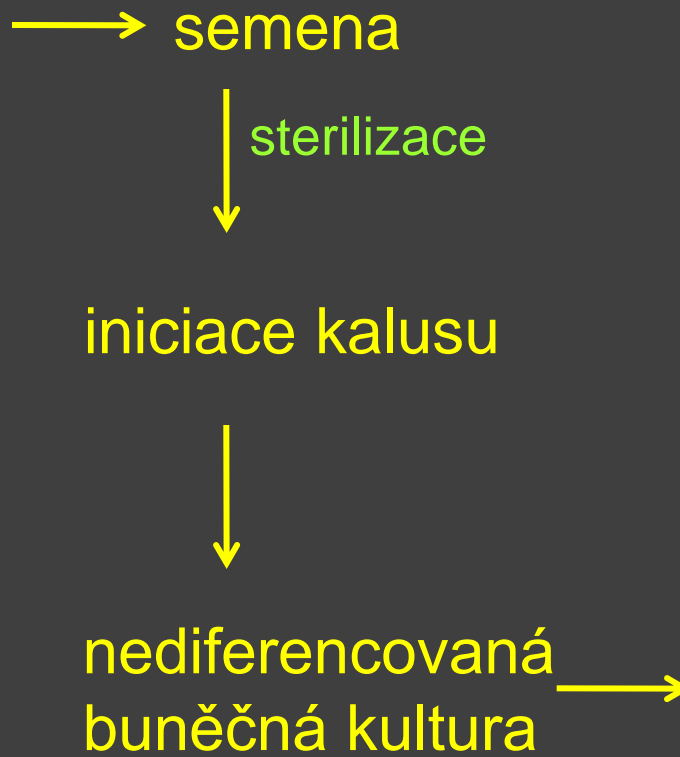 semena
sterilizace
iniciace kalusu
nediferencovaná
buněčná kultura